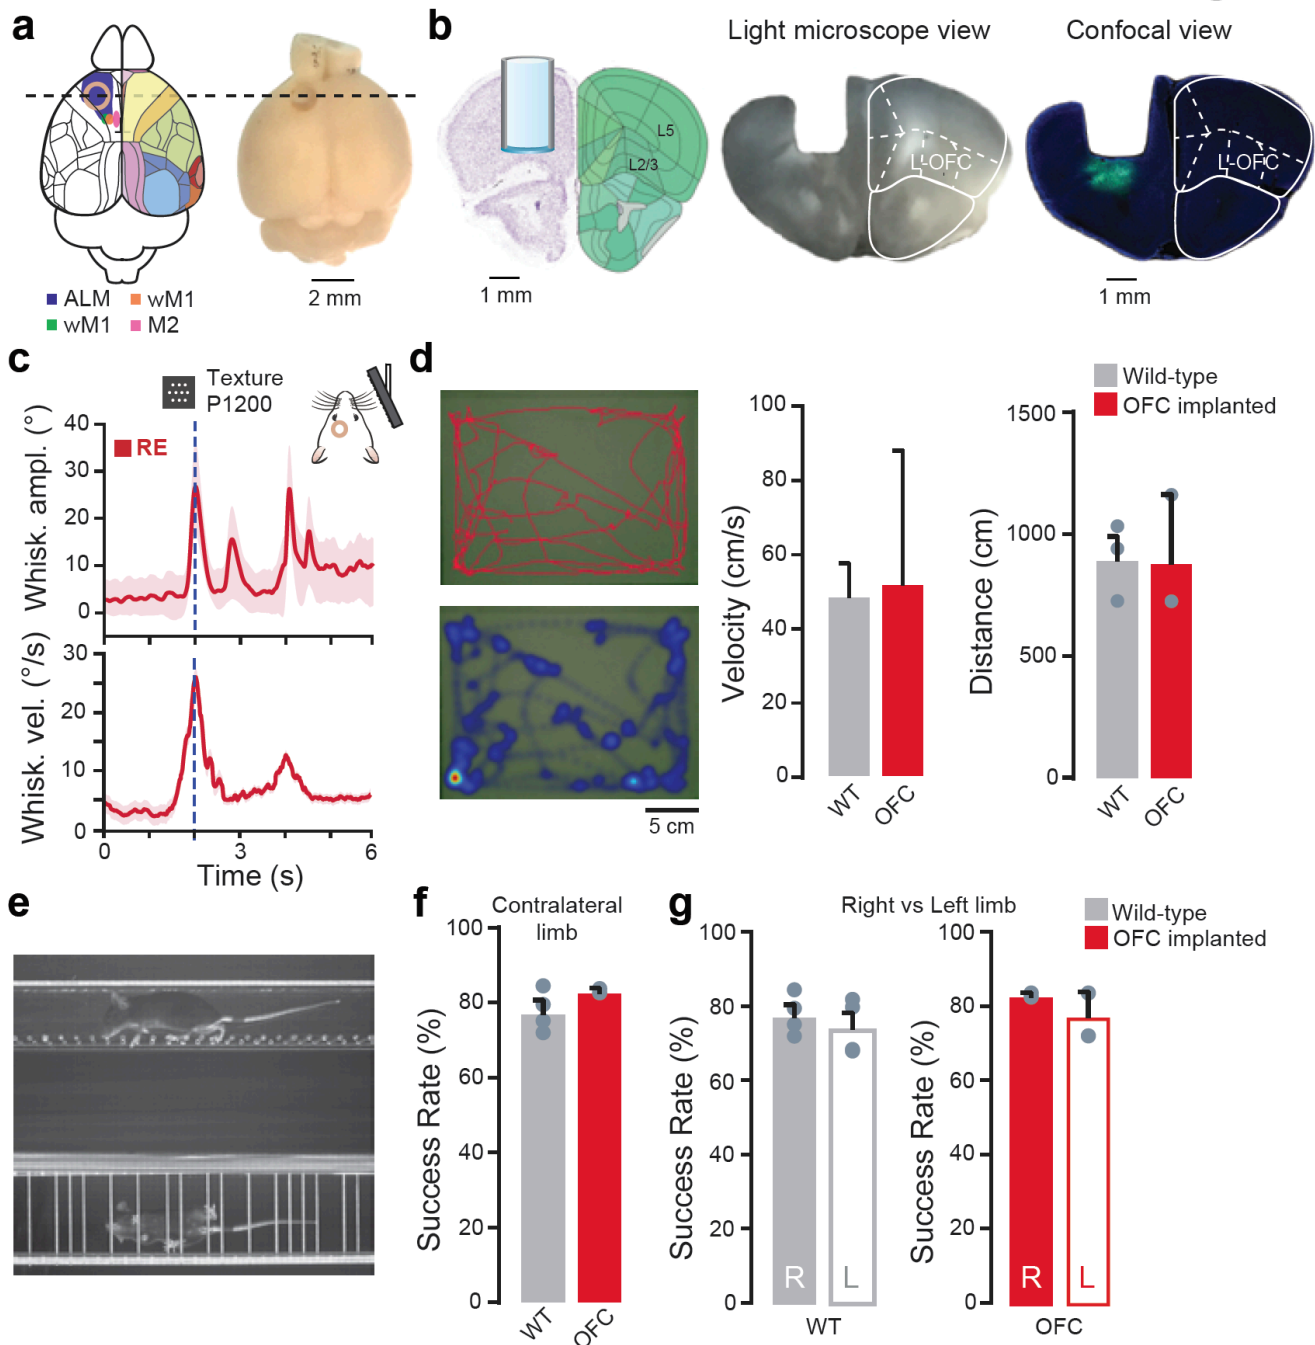 a
2 mm
ALM
wM1
wM1
M2
b
Light microscope view
Confocal view
L5
L2/3
L-OFC
L-OFC
1 mm
1 mm
c
Texture
P1200
RE
Whisk. ampl. (°)
40
30
20
10
0
Whisk. vel. (°/s)
30
20
10
0
0
3
6
Time (s)
d
5 cm
Velocity (cm/s)
100
80
60
40
20
0
WT
OFC
Wild-type
OFC implanted
Distance (cm)
1500
1000
500
0
WT
OFC
e
f
Contralateral
limb
Success Rate (%)
100
80
60
40
20
0
WT
OFC
g
Right vs Left limb
Wild-type
OFC implanted
Success Rate (%)
100
80
60
40
20
0
R
L
WT
Success Rate (%)
100
80
60
40
20
0
R
L
OFC